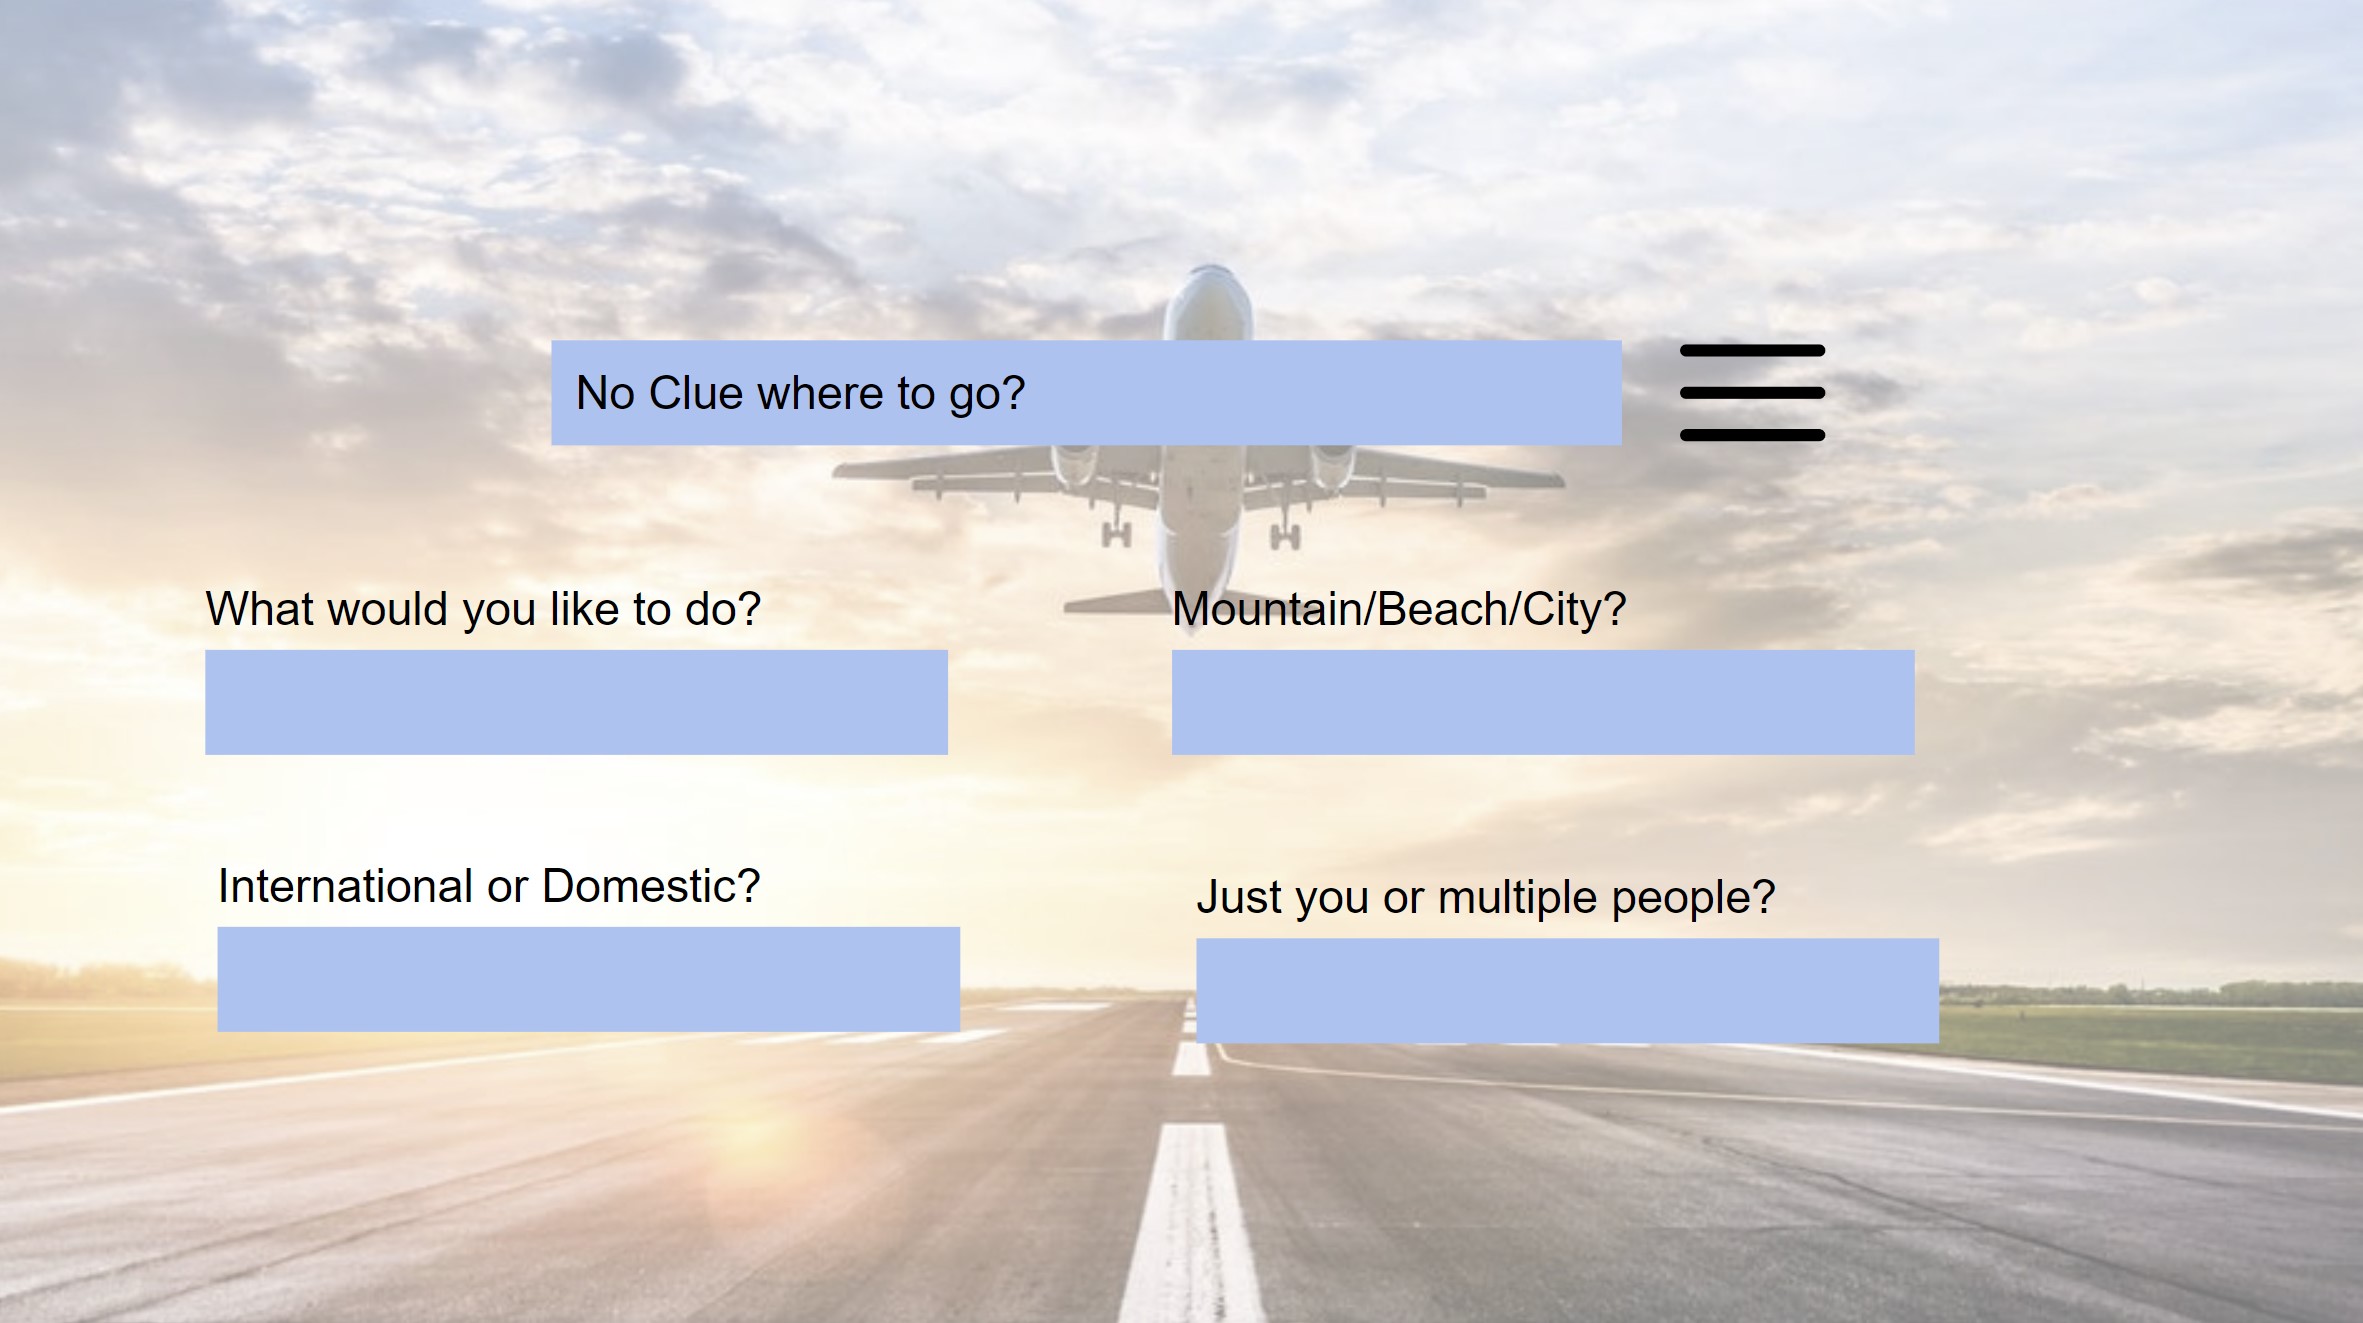 No Clue where to go?
What would you like to do?
Mountain/Beach/City?
International or Domestic?
Just you or multiple people?